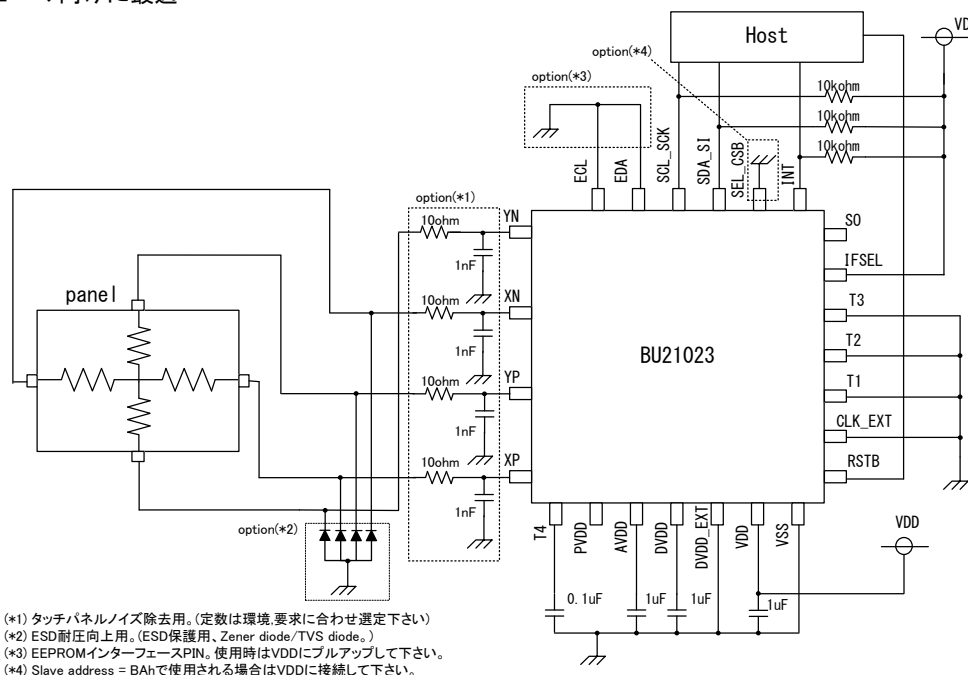 Host
VD
option(*4)
option(*3)
10kohm
10kohm
10kohm
ECL
EDA
SCL_SCK
SDA_SI
SEL_CSB
INT
option(*1)
10ohm
YN
1nF
10ohm
XN
1nF
10ohm
YP
1nF
10ohm
XP
1nF
panel
option(*2)
BU21023
SO
IFSEL
T3
T2
T1
CLK_EXT
RSTB
T4
PVDD
AVDD
DVDD
DVDD_EXT
VDD
VSS
VDD
0.1uF
1uF
1uF
1uF
(*1) タッチパネルノイズ除去用。(定数は環境,要求に合わせ選定下さい)
(*2) ESD耐圧向上用。(ESD保護用、Zener diode/TVS diode。)
(*3) EEPROMインターフェースPIN。使用時はVDDにプルアップして下さい。
(*4) Slave address = BAhで使用される場合はVDDに接続して下さい。